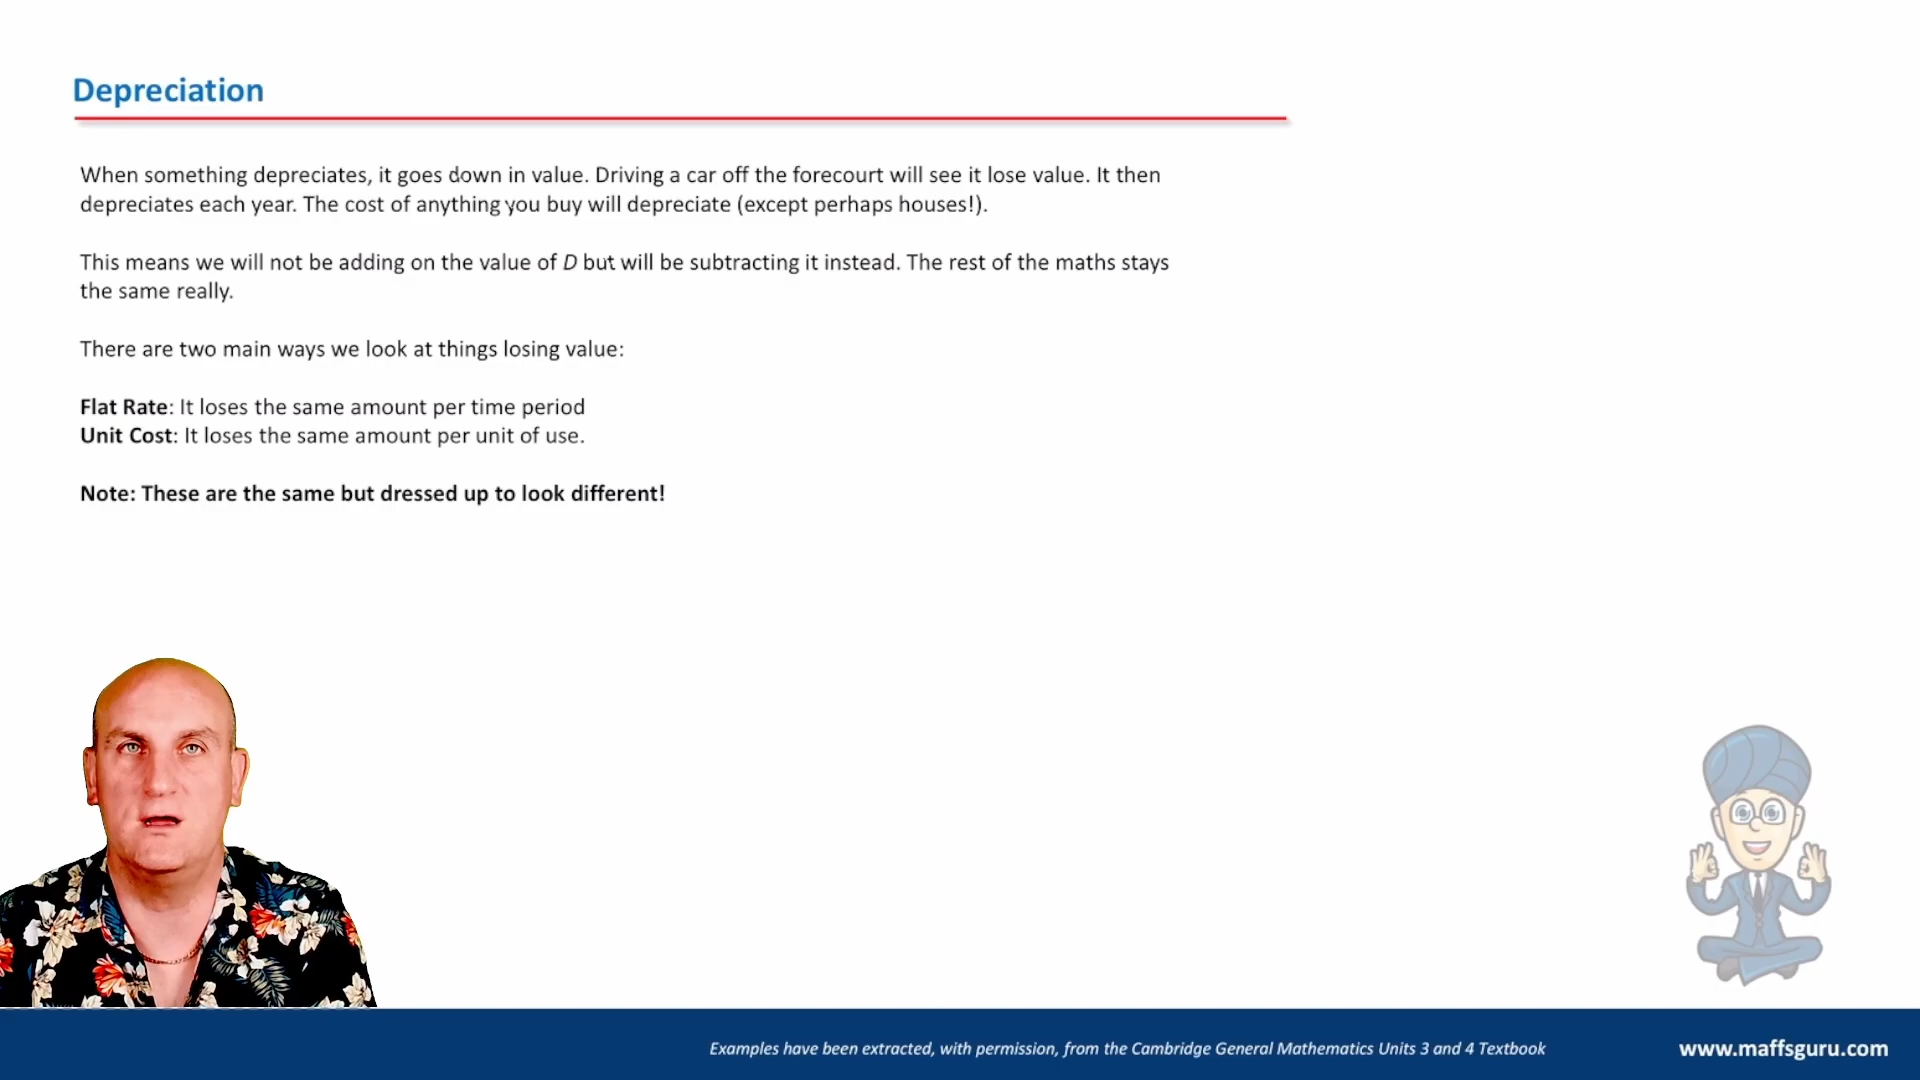 Depreciation
When something depreciates, it goes down in value. Driving a car off the forecourt will see it lose value. It then
depreciates each year. The cost of anything you buy will depreciate (except perhaps houses!).
This means we will not be adding on the value of D but will be subtracting it instead. The rest of the maths stays
the same really.
There are two main ways we look at things losing value:
Flat Rate: It loses the same amount per time period
Unit Cost: It loses the same amount per unit of use.
Note: These are the same but dressed up to look different!
Examples have been extracted, with permission, from the Cambridge General Mathematics Units 3 and 4 Textbook
www.maffsguru.com